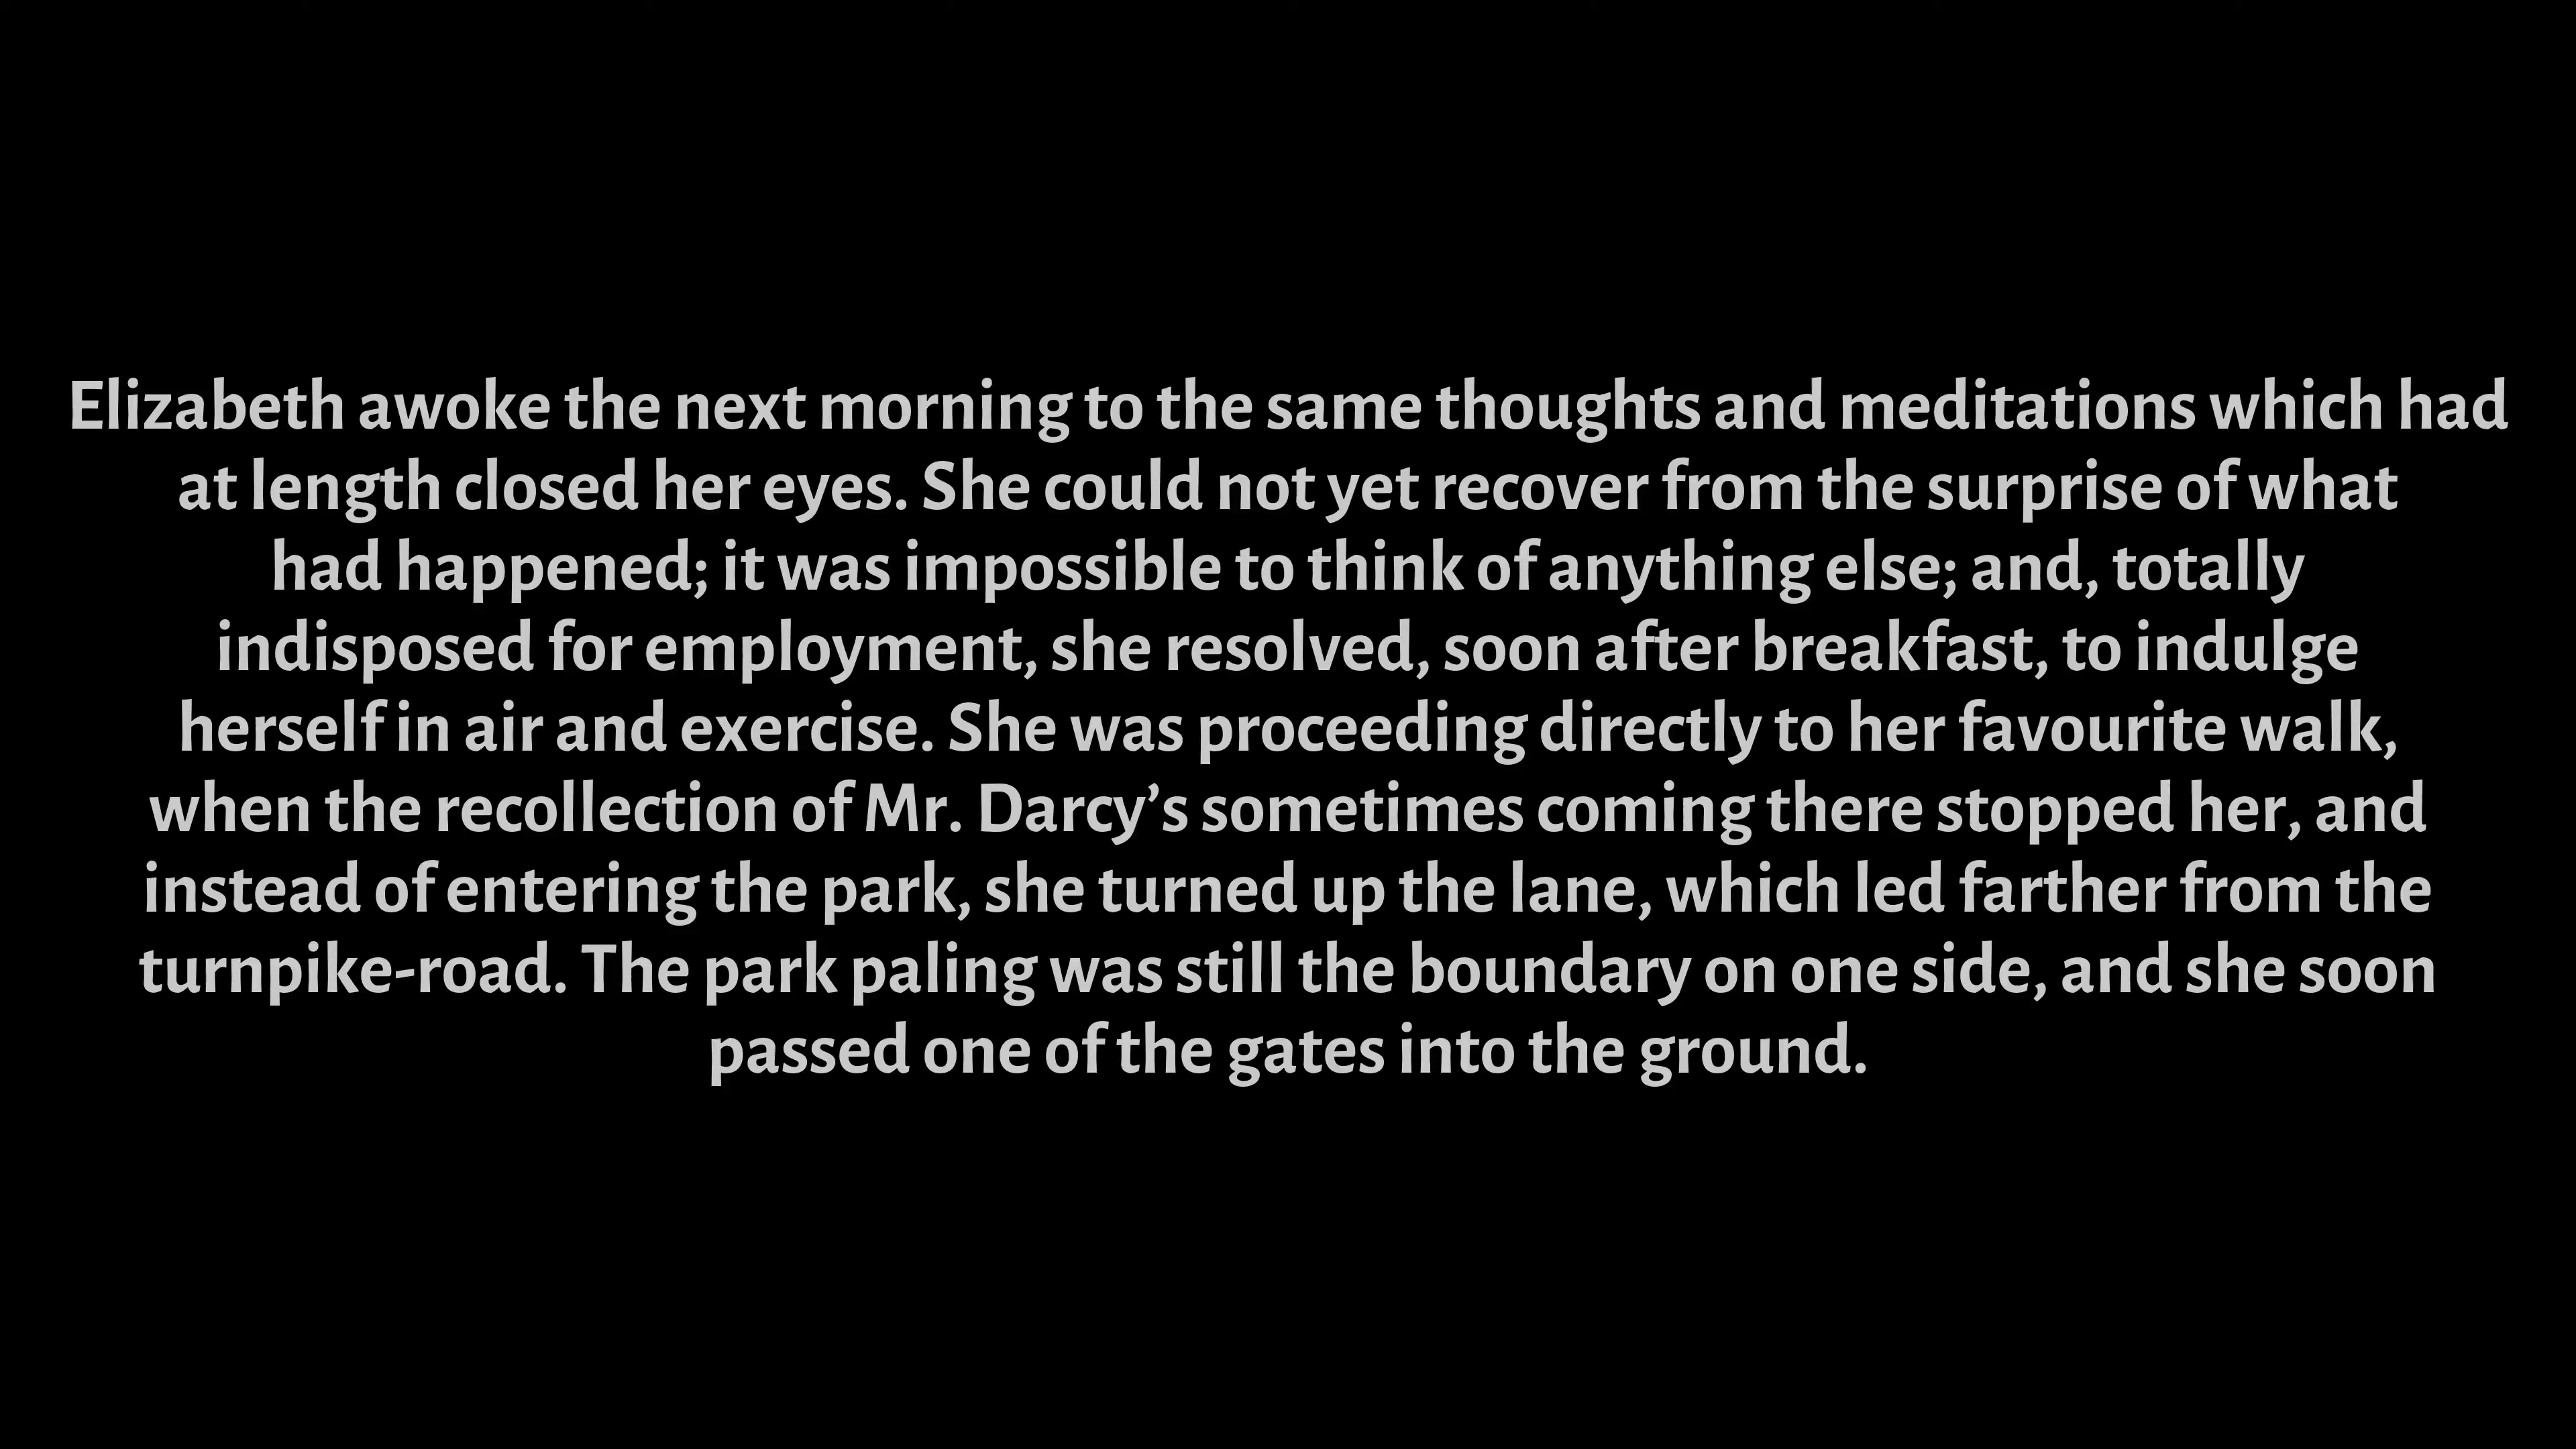 Elizabeth awoke the next morning to the same thoughts and meditations which had
at length closed her eyes. She could not yet recover from the surprise of what
had happened; it was impossible to think of anything else; and, totally
indisposed for employment, she resolved, soon after breakfast, to indulge
herself in air and exercise. She was proceeding directly to her favourite walk,
when the recollection of Mr. Darcy’s sometimes coming there stopped her, and
instead of entering the park, she turned up the lane, which led farther from the
turnpike-road. The park paling was still the boundary on one side, and she soon
passed one of the gates into the ground.